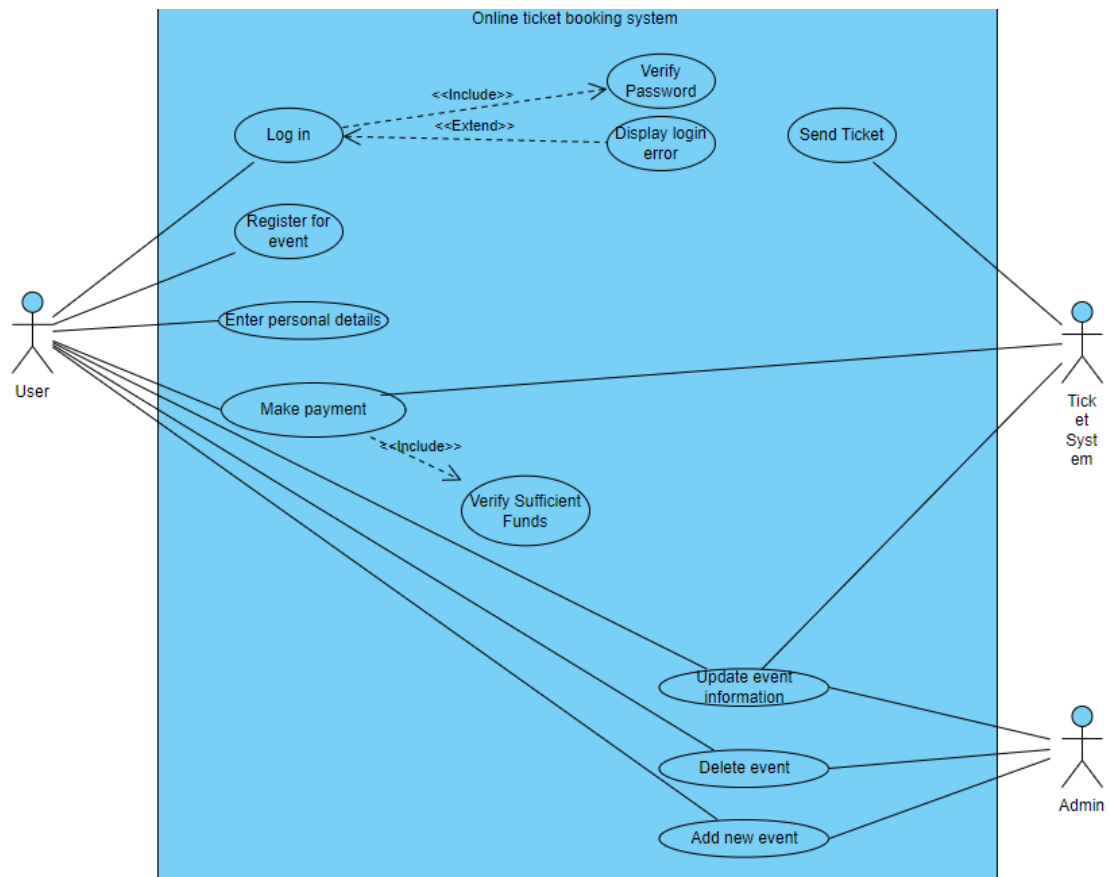 Online ticket booking system
Verify
Password
<<Include>>
<<Extend>>
Log in
Display login
error
Send Ticket
Register for
event
Enter personal details
User
Make payment
<<Include>>
Verify Sufficient
Funds
Tick
et
Syst
em
Update event
information
Delete event
Admin
Add new event